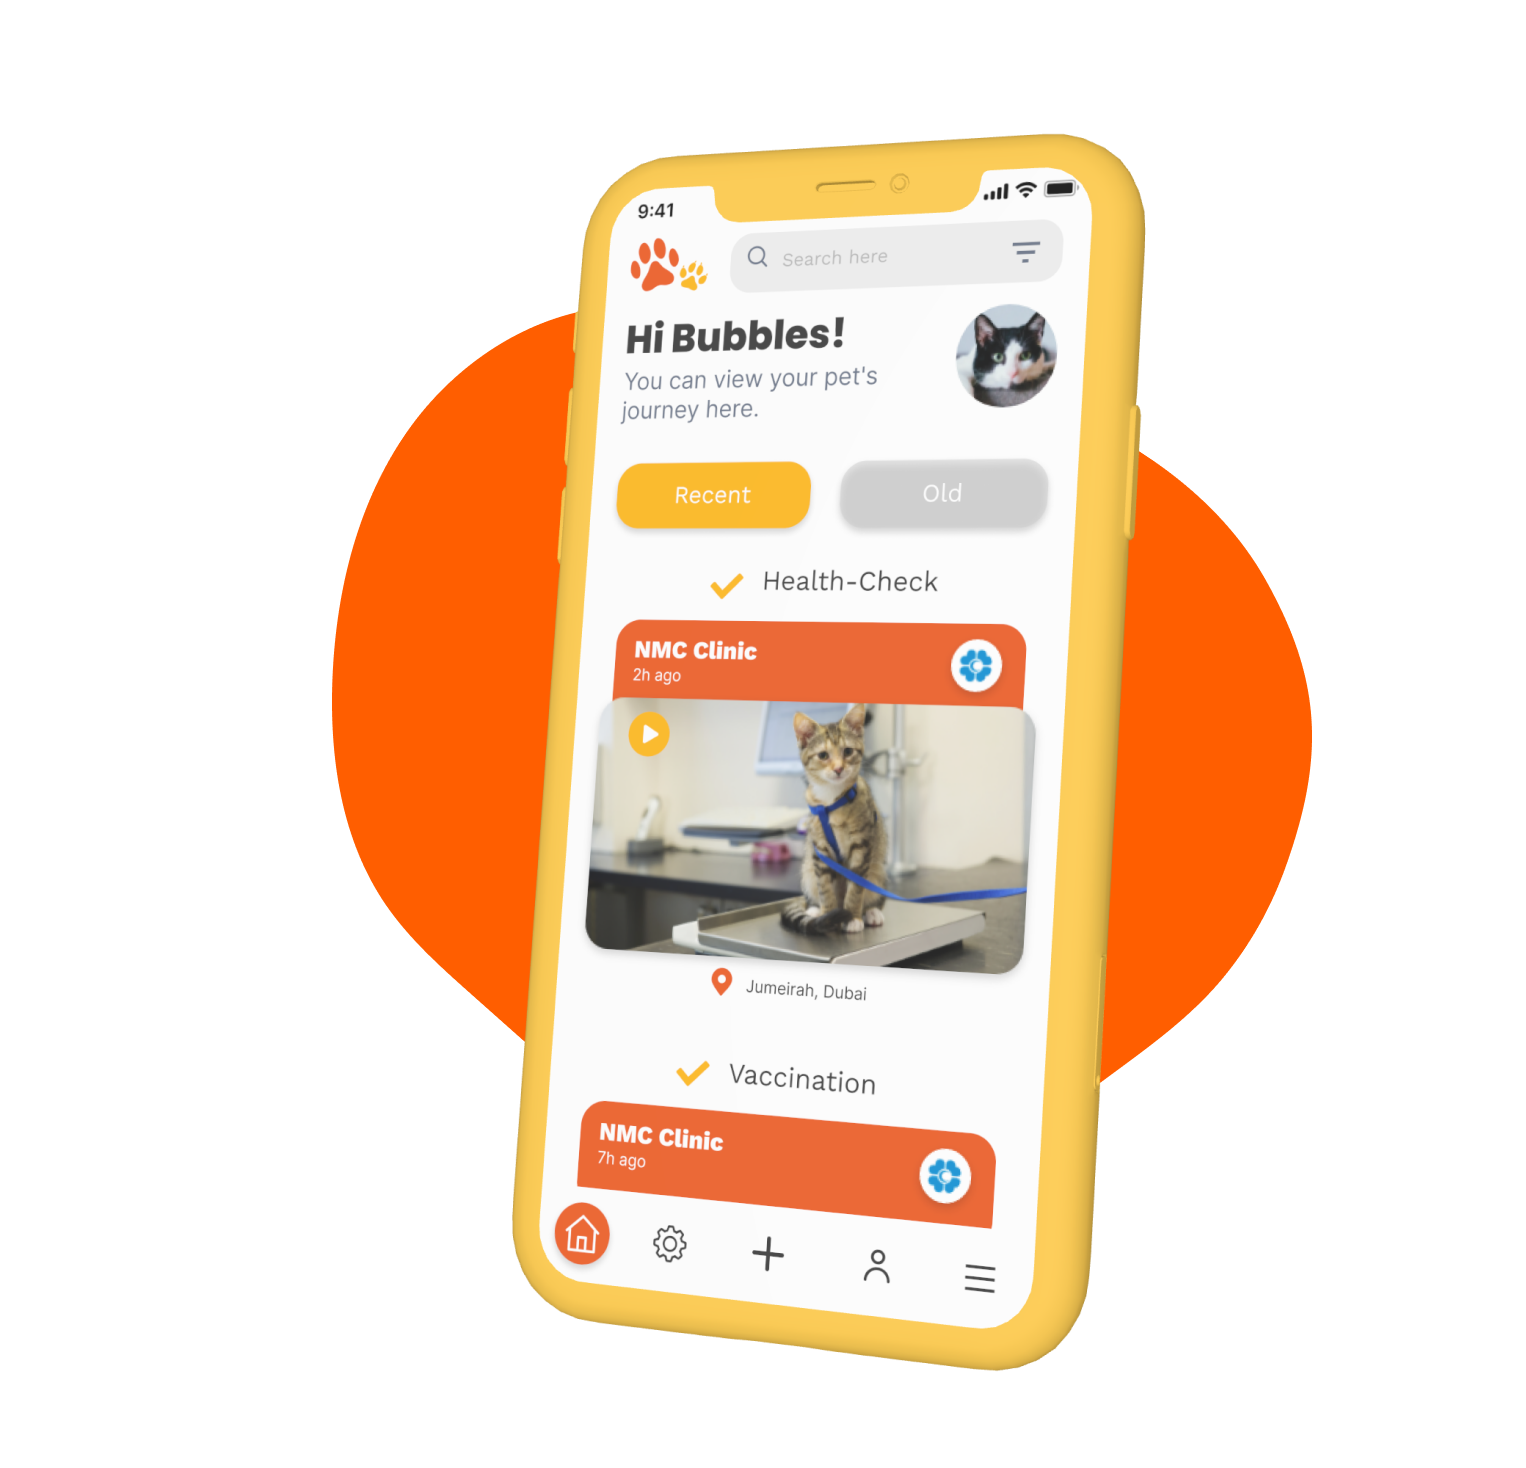 9:41
Search here
Hi Bubbles!
You can view your pet's
journey here.
Recent
Old
Health-Check
NMC Clinic
2h ago
Jumeirah, Dubai
Vaccination
NMC Clinic
7h ago